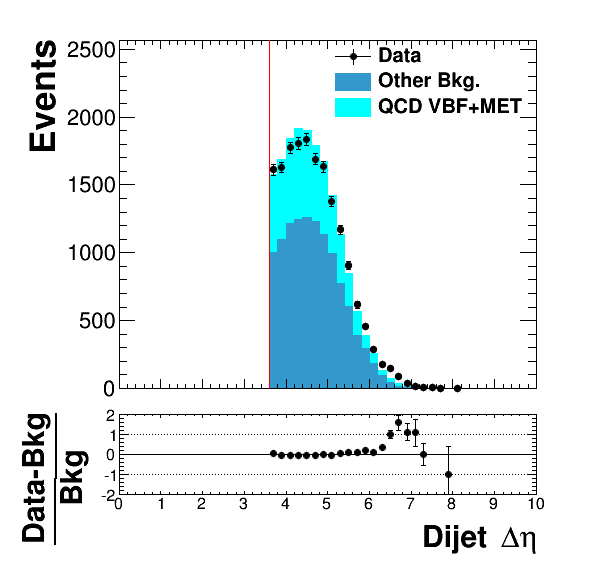 Events
2500
2000
1500
1000
500
0
Data
Other Bkg.
QCD VBF+MET
Data-Bkg
Bkg
2
1
0
-1
-2
0 1 2 3 4 5 6 7 8 9 10
Dijet Δη